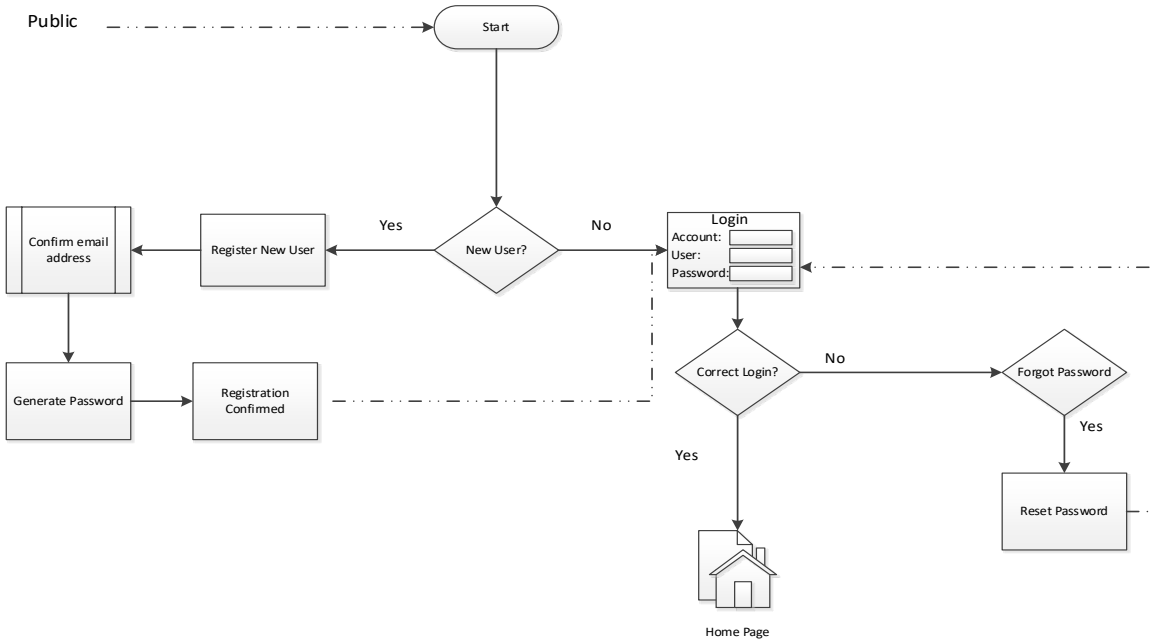 Public
Start
Yes
New User?
No
Register New User
Confirm email
address
Login
Account:
User:
Password:
Generate Password
Registration
Confirmed
Correct Login?
No
Forgot Password
Yes
Yes
Reset Password
Home Page